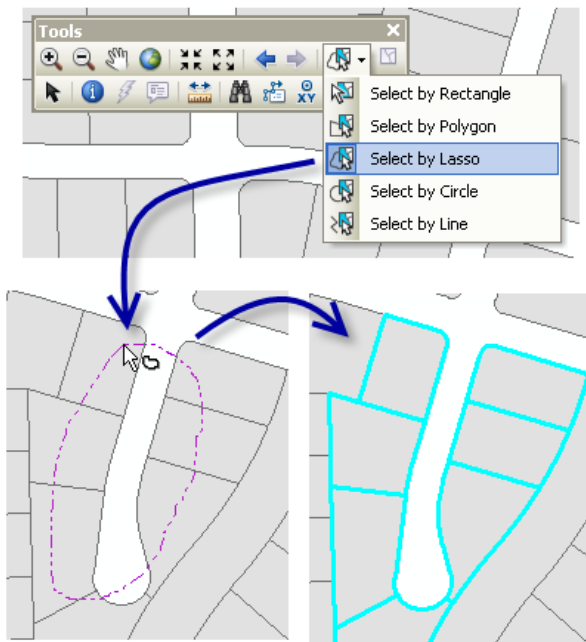 Tools
XY
Select by Rectangle
Select by Polygon
Select by Lasso
Select by Circle
Select by Line